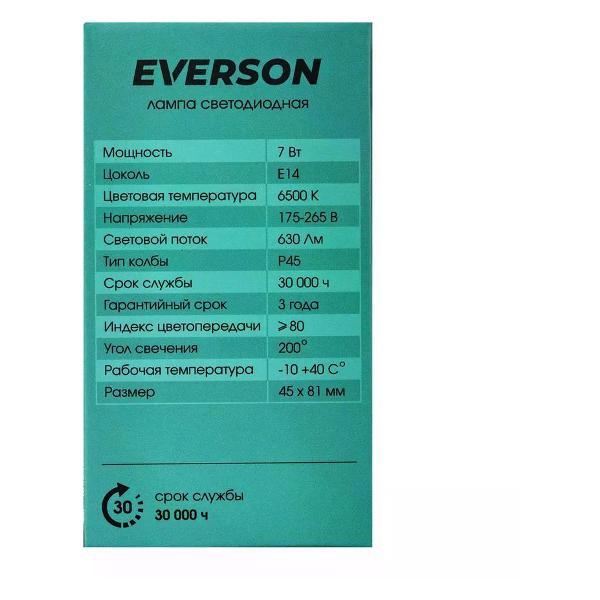 EVERSON
лампа светодиодная
Мощность 7 Вт
Цоколь E14
Цветовая температура 6500 К
Напряжение 175-265 В
Световой поток 630 Лм
Тип колбы P45
Срок службы 30 000 ч
Гарантийный срок 3 года
Индекс цветопередачи ⩾80
Угол свечения 200°
Рабочая температура -10 +40 C°
Размер 45 x 81 мм
30 срок службы
30 000 ч